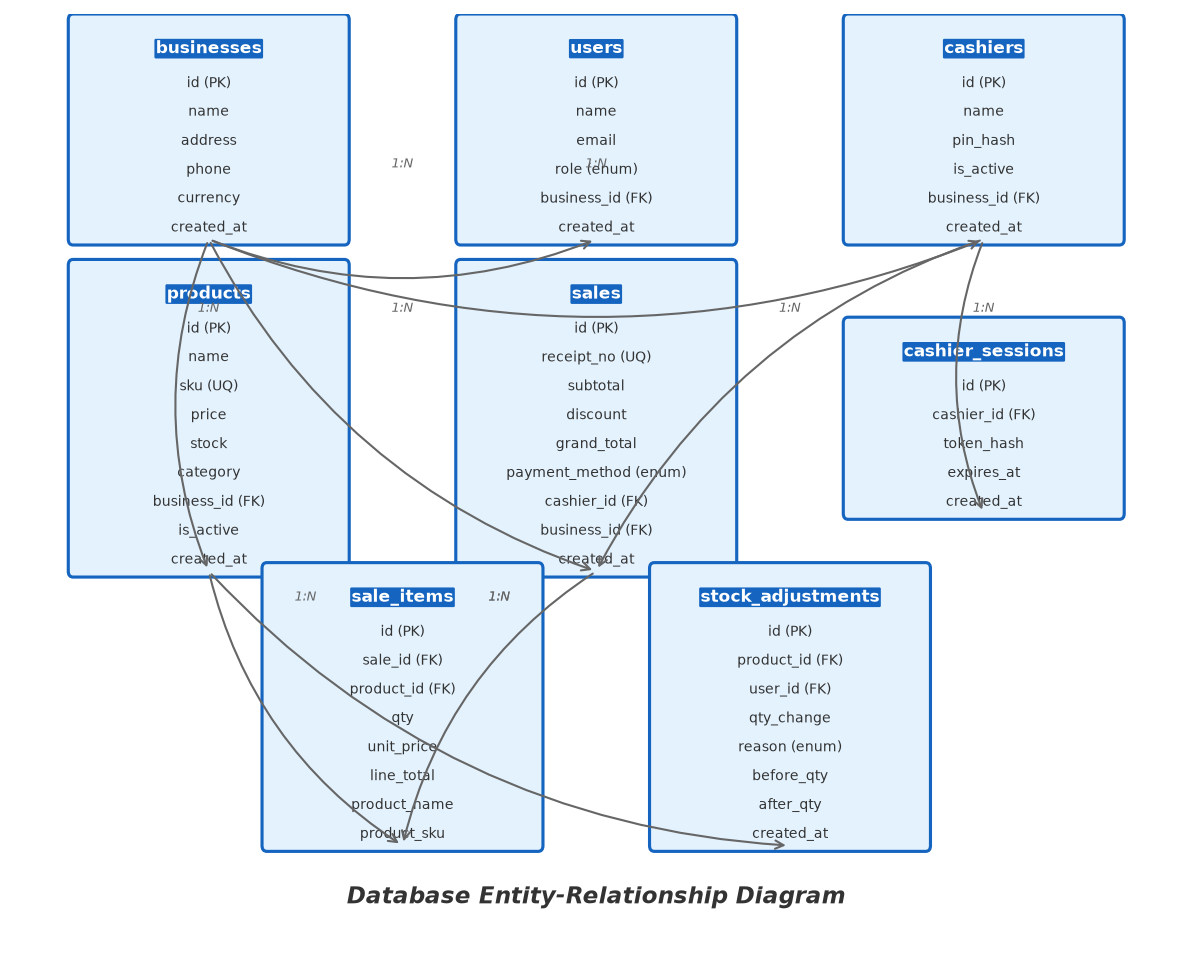 businesses
id (PK)
name
address
phone
currency
created_at
1:N
users
id (PK)
name
email
role (enum)
1:N
business_id (FK)
created_at
cashiers
id (PK)
name
pin_hash
is_active
business_id (FK)
created_at
products
1:N
id (PK)
name
sku (UQ)
price
stock
category
business_id (FK)
is_active
created_at
1:N
sales
id (PK)
receipt_no (UQ)
subtotal
discount
grand_total
payment_method (enum)
cashier_id (FK)
business_id (FK)
created_at
1:N
1:N
cashier_sessions
id (PK)
cashier_id (FK)
token_hash
expires_at
created_at
1:N
sale_items
1:N
id (PK)
sale_id (FK)
product_id (FK)
qty
unit_price
line_total
product_name
product_sku
stock_adjustments
id (PK)
product_id (FK)
user_id (FK)
qty_change
reason (enum)
before_qty
after_qty
created_at
Database Entity-Relationship Diagram